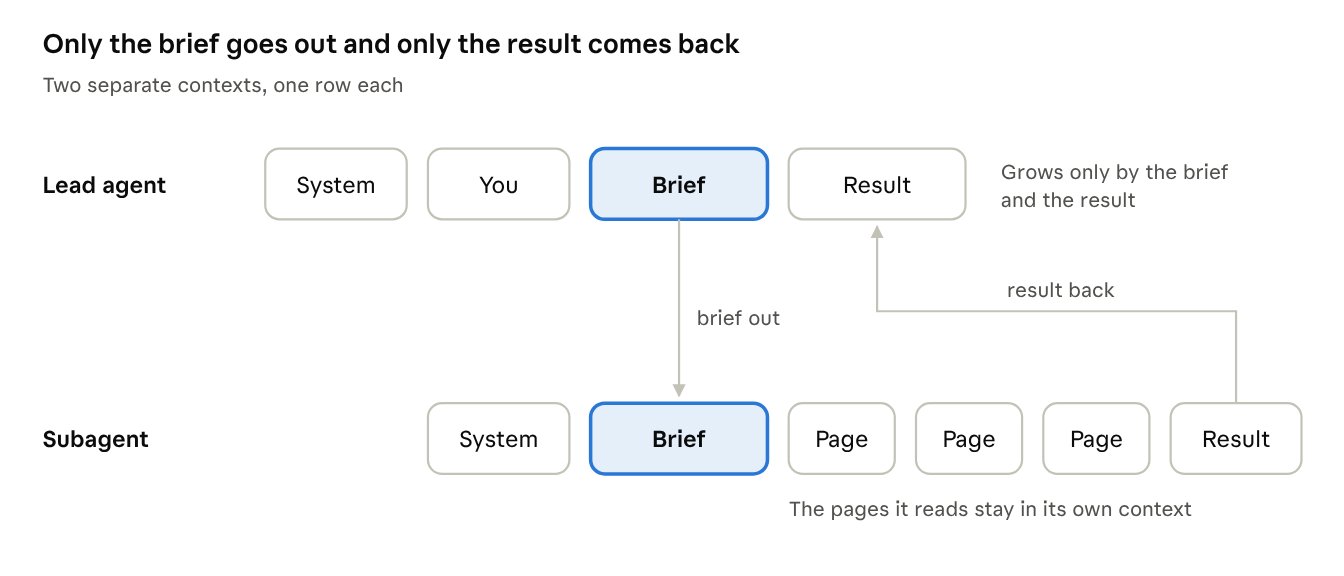 Only the brief goes out and only the result comes back
Two separate contexts, one row each
Lead agent
System
You
Brief
Result
Grows only by the brief
and the result
brief out
result back
Subagent
System
Brief
Page
Page
Page
Result
The pages it reads stay in its own context